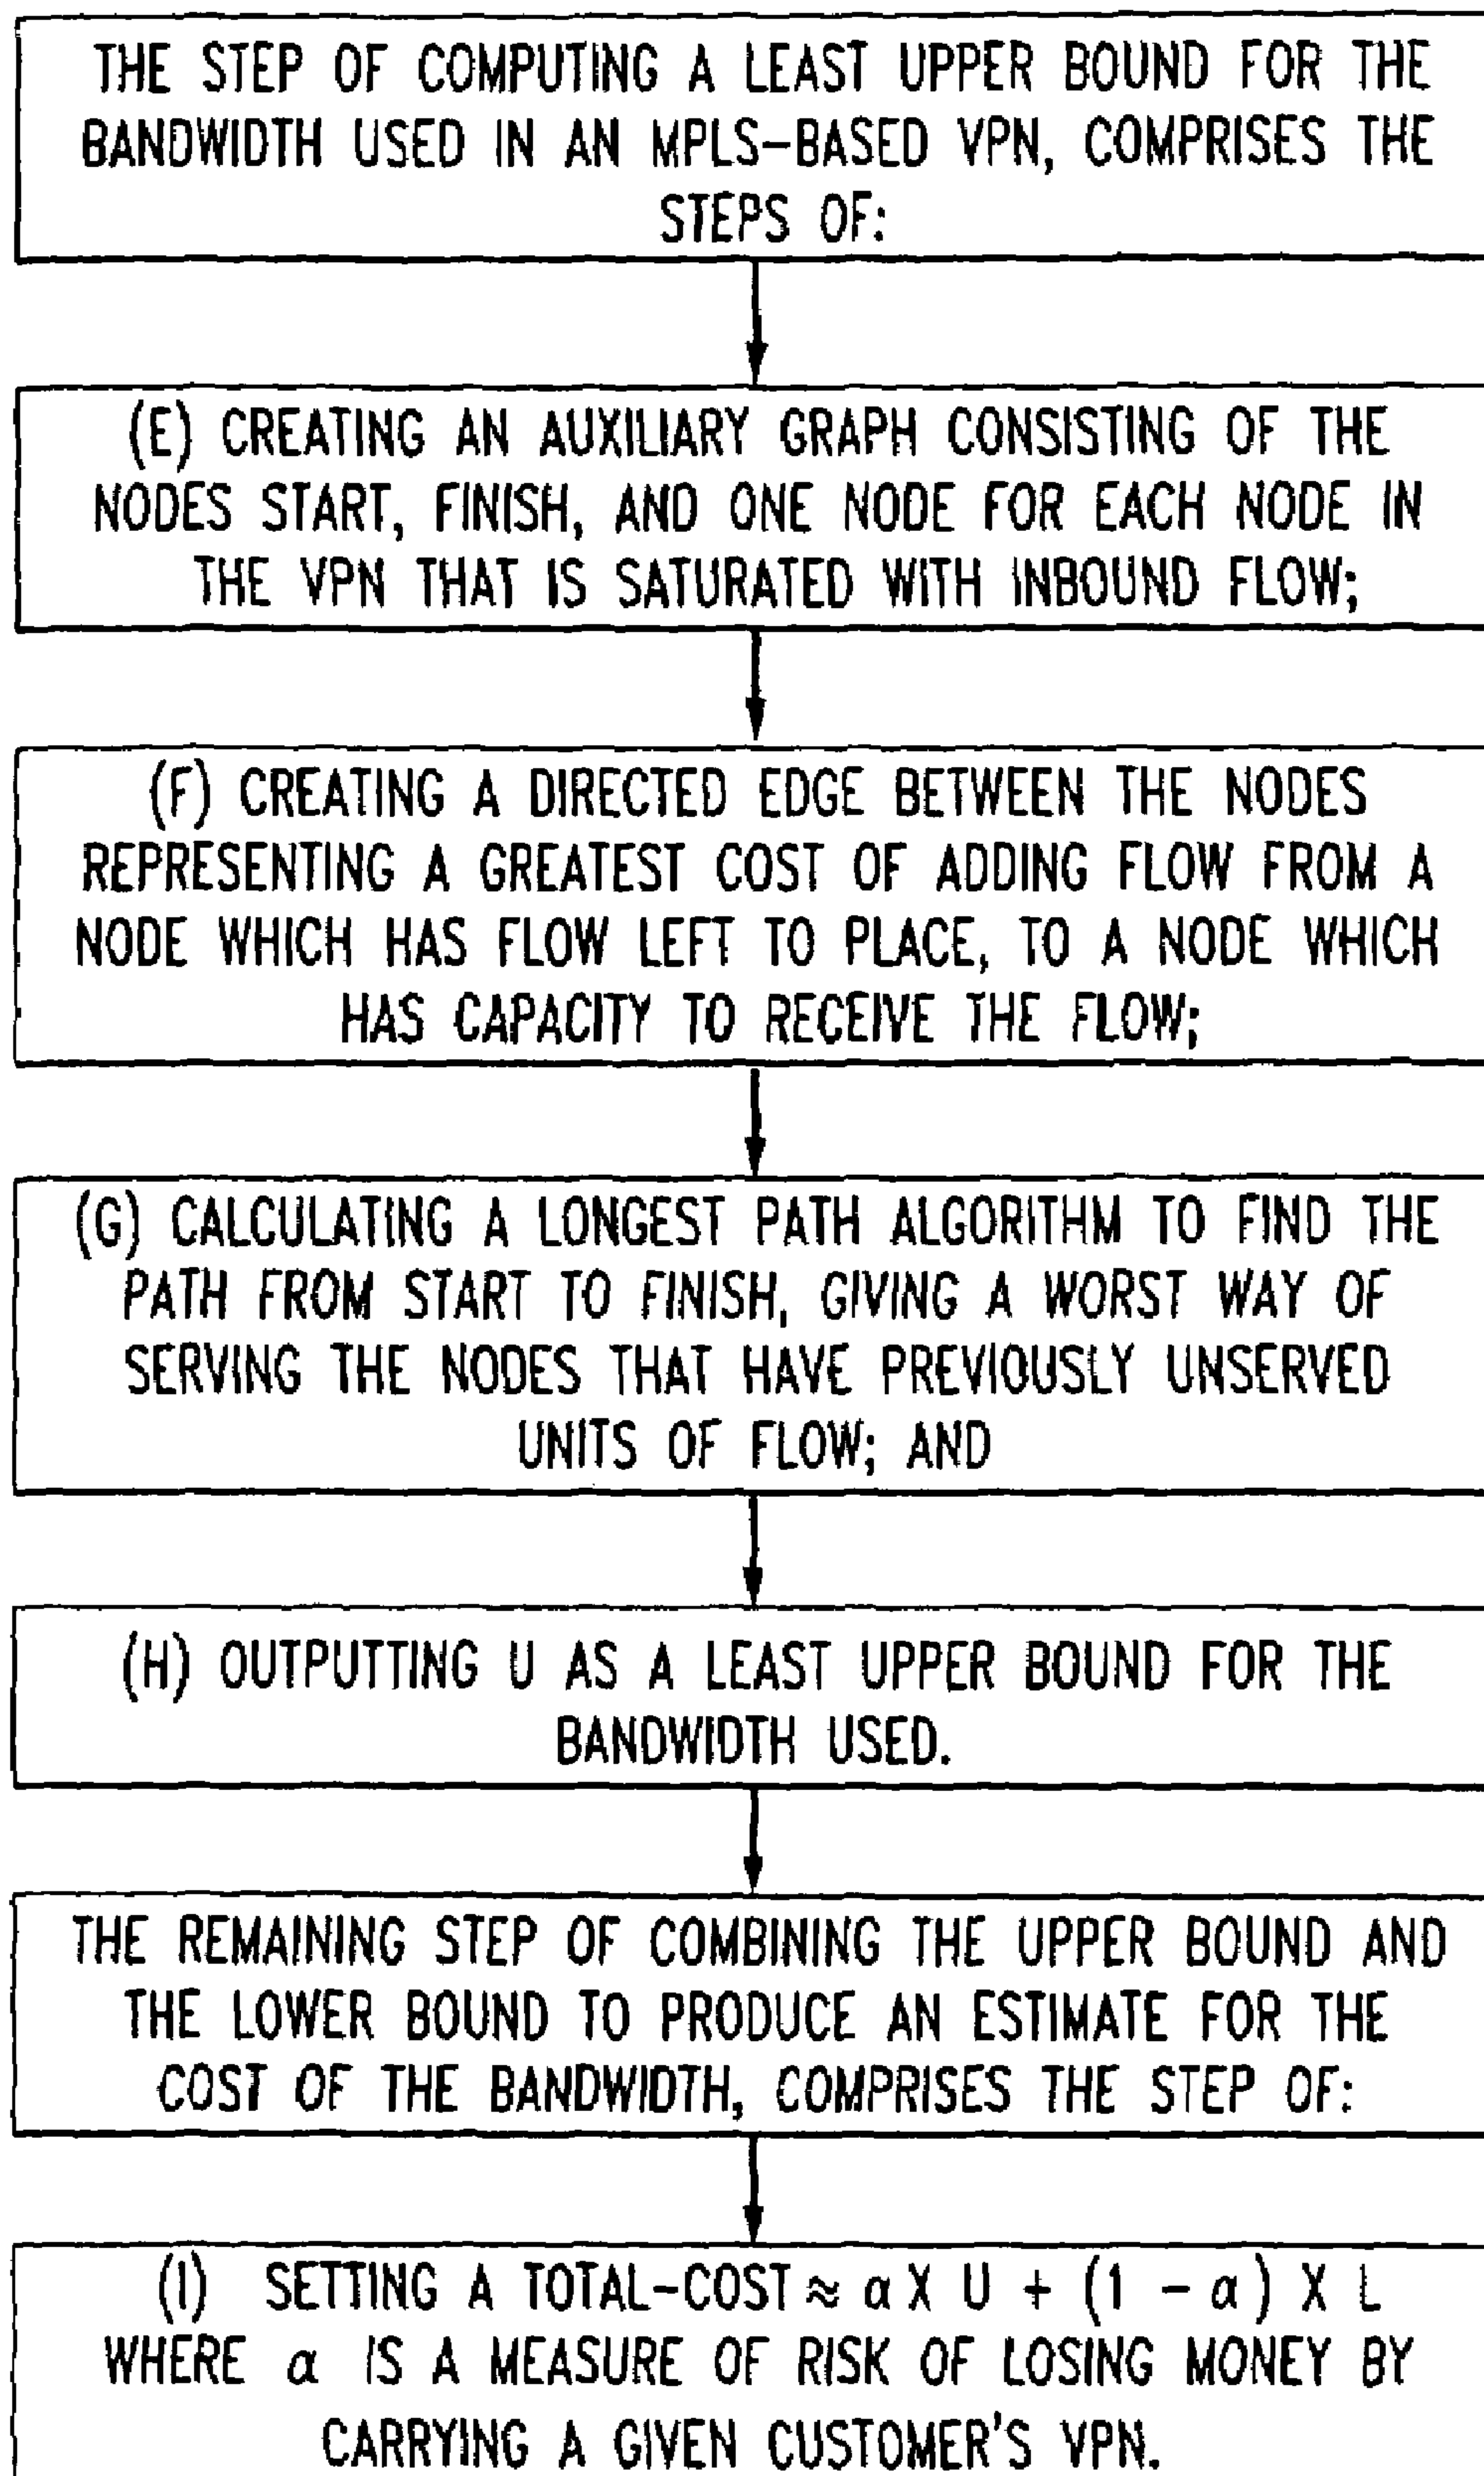 THE STEP OF COMPUTING A LEAST UPPER BOUND FOR THE
BANDWIDTH USED IN AN MPLS-BASED VPN, COMPRISES THE
STEPS OF:
(E) CREATING AN AUXILIARY GRAPH CONSISTING OF THE
NODES START, FINISH, AND ONE NODE FOR EACH NODE IN
THE VPN THAT IS SATURATED WITH INBOUND FLOW;
(F) CREATING A DIRECTED EDGE BETWEEN THE NODES
REPRESENTING A GREATEST COST OF ADDING FLOW FROM A
NODE WHICH HAS FLOW LEFT TO PLACE, TO A NODE WHICH
HAS CAPACITY TO RECEIVE THE FLOW;
(G) CALCULATING A LONGEST PATH ALGORITHM TO FIND THE
PATH FROM START TO FINISH, GIVING A WORST WAY OF
SERVING THE NODES THAT HAVE PREVIOUSLY UNSERVED
UNITS OF FLOW; AND
(H) OUTPUTTING U AS A LEAST UPPER BOUND FOR THE
BANDWIDTH USED.
THE REMAINING STEP OF COMBINING THE UPPER BOUND AND
THE LOWER BOUND TO PRODUCE AN ESTIMATE FOR THE
COST OF THE BANDWIDTH, COMPRISES THE STEP OF:
(I) SETTING A TOTAL-COST ≈ α X U + (1 - α) X L
WHERE α IS A MEASURE OF RISK OF LOSING MONEY BY
CARRYING A GIVEN CUSTOMER'S VPN.